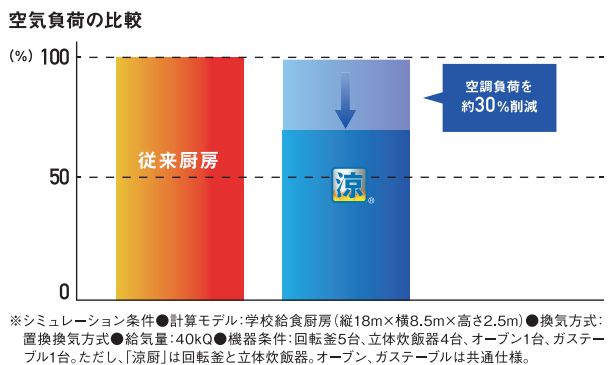 空気負荷の比較
(%) 100
空調負荷を
約30%削減
従来厨房
50
涼®
0
※シミュレーション条件●計算モデル:学校給食厨房(縦18m×横8.5m×高さ2.5m)●換気方式:
置換換気方式●給気量:40kQ●機器条件:回転釜5台、立体炊飯器4台、オーブン1台、ガステー
ブル1台。ただし、「涼厨」は回転釜と立体炊飯器。オーブン、ガステーブルは共通仕様。